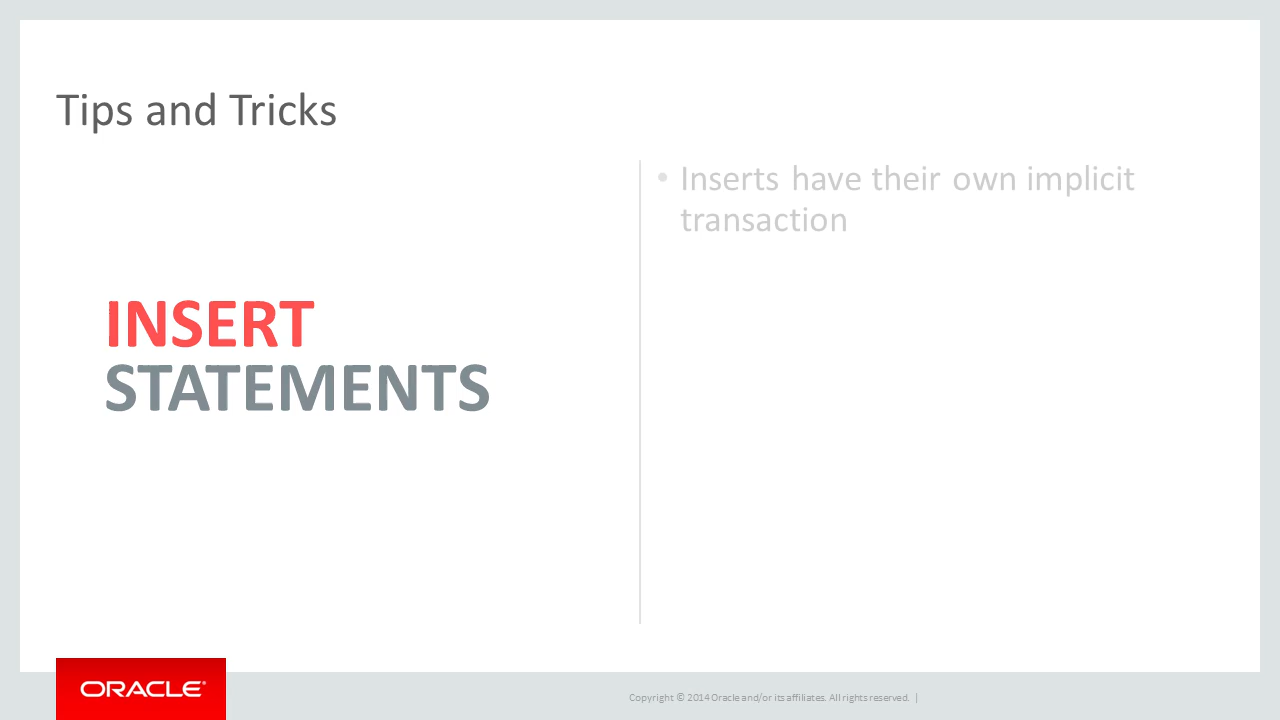 Tips and Tricks
INSERT
STATEMENTS
• Inserts have their own implicit
transaction
ORACLE®
Copyright © 2014 Oracle and/or its affiliates. All rights reserved. |